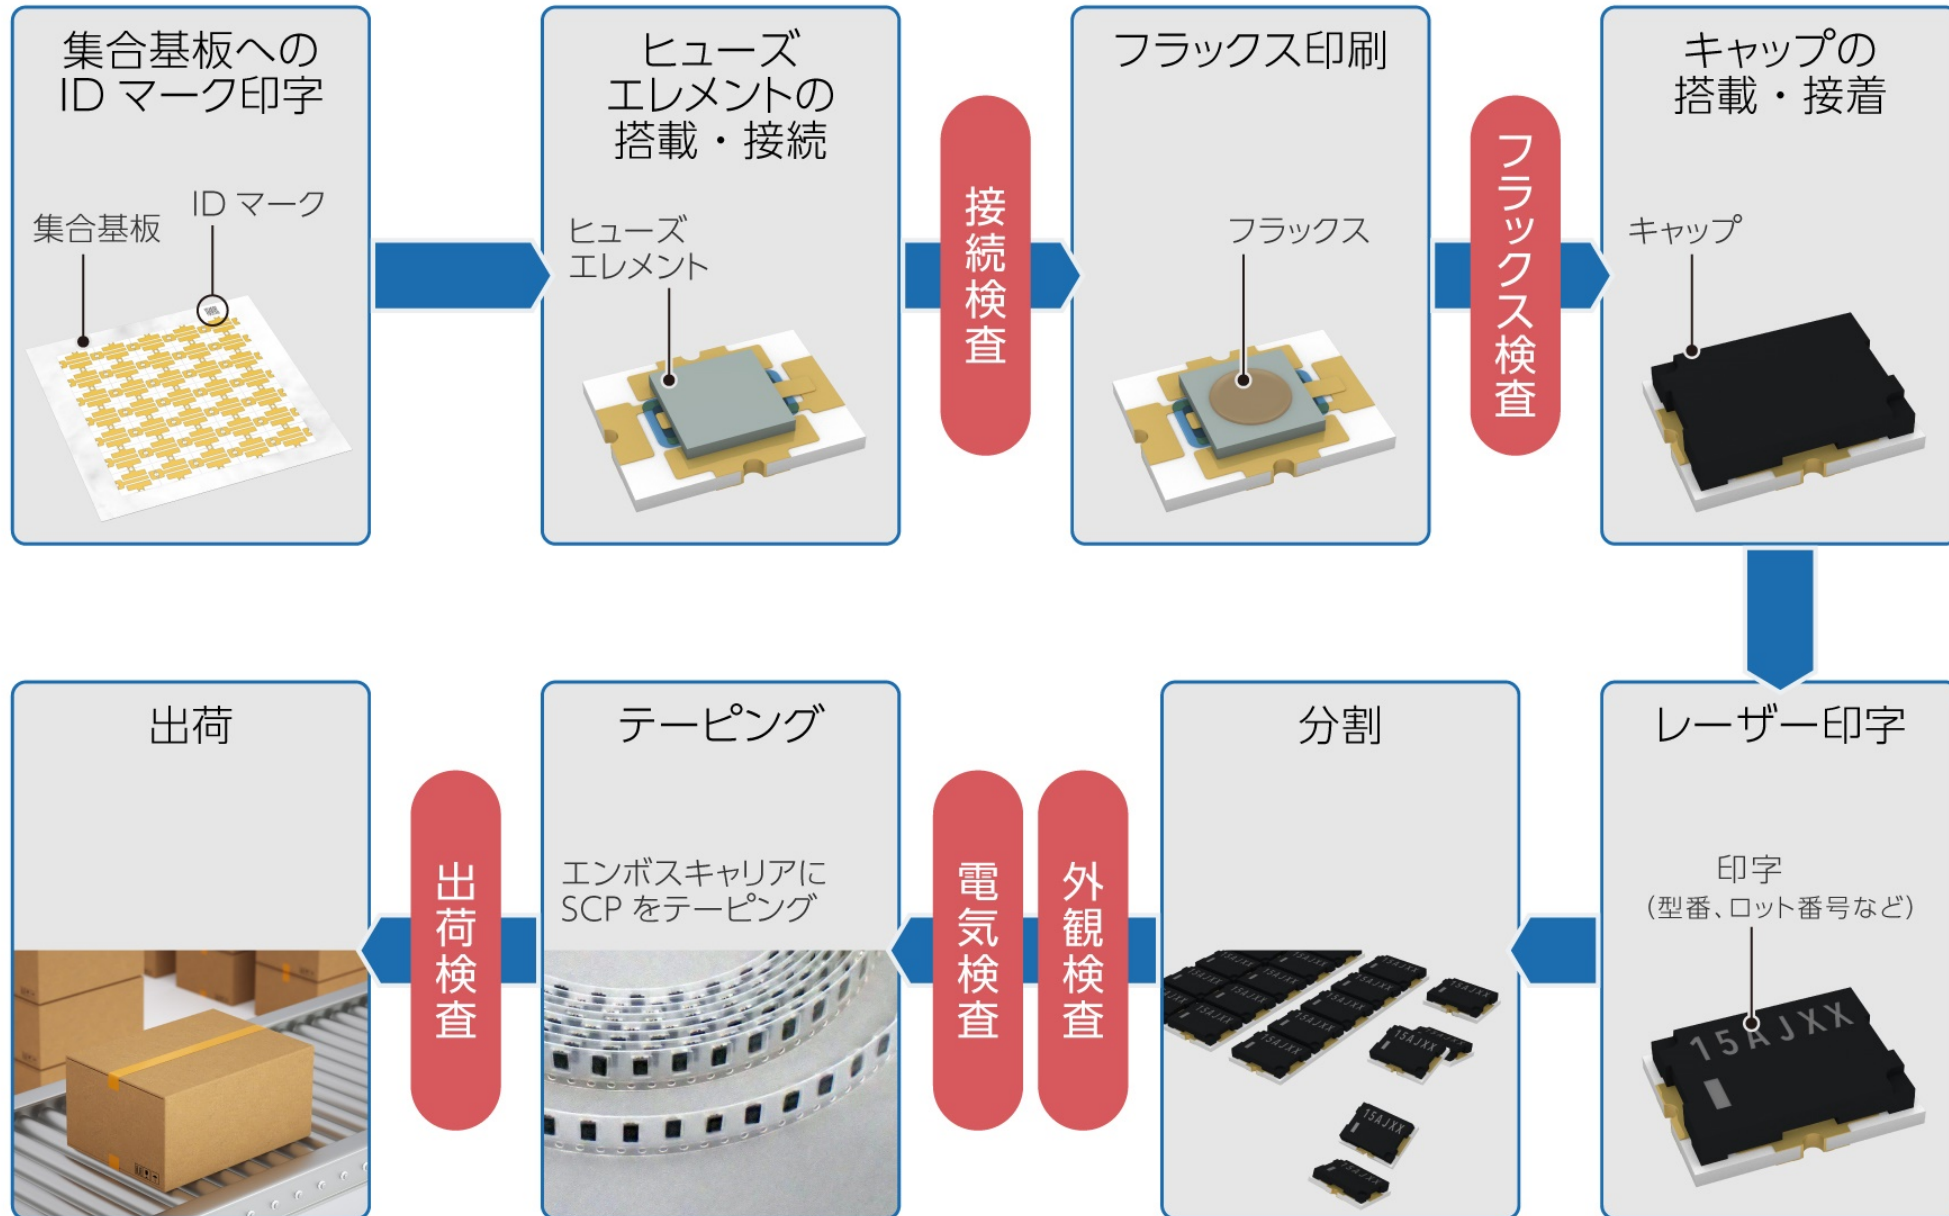 集合基板への
ID マーク印字
集合基板
ID マーク
ヒューズ
エレメントの
搭載・接続
ヒューズ
エレメント
接続検査
フラックス印刷
フラックス
フラックス検査
キャップの
搭載・接着
キャップ
レーザー印字
印字
（型番、ロット番号など）
15AJXX
分割
15AJXX
15AJXX
15AJXX
15AJXX
外観検査
電気検査
テーピング
エンボスキャリアに
SCP をテーピング
出荷検査
出荷